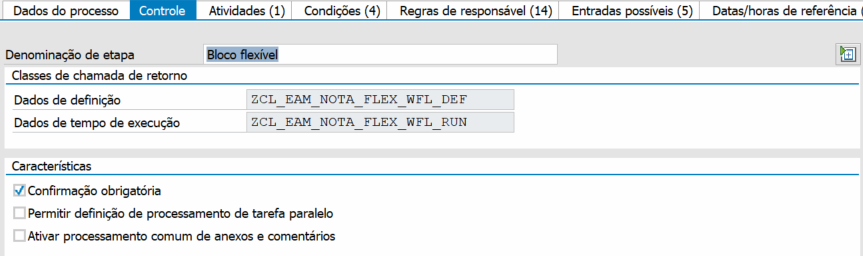 Dados do processo Controle Atividades (1) Condições (4) Regras de responsável (14) Entradas possíveis (5) Datas/horas de referência (
Denominação de etapa Bloco flexível
Classes de chamada de retorno
Dados de definição ZCL_EAM_NOTA_FLEX_WFL_DEF
Dados de tempo de execução ZCL_EAM_NOTA_FLEX_WFL_RUN
Características
Confirmação obrigatória
Permitir definição de processamento de tarefa paralelo
Ativar processamento comum de anexos e comentários